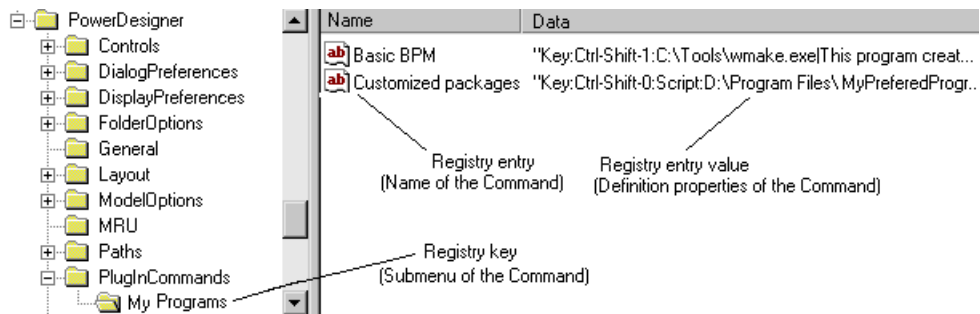 PowerDesigner
Controls
DialogPreferences
DisplayPreferences
FolderOptions
General
Layout
ModelOptions
MRU
Paths
PlugInCommands
My Programs
Name Data
ab Basic BPM "Key:Ctrl-Shift-1:C:\Tools\wmake.exe|This program creat...
ab Customized packages "Key:Ctrl-Shift-0:Script:D:\Program Files\MyPreferedProgr...
Registry entry
(Name of the Command)
Registry entry value
(Definition properties of the Command)
Registry key
(Submenu of the Command)